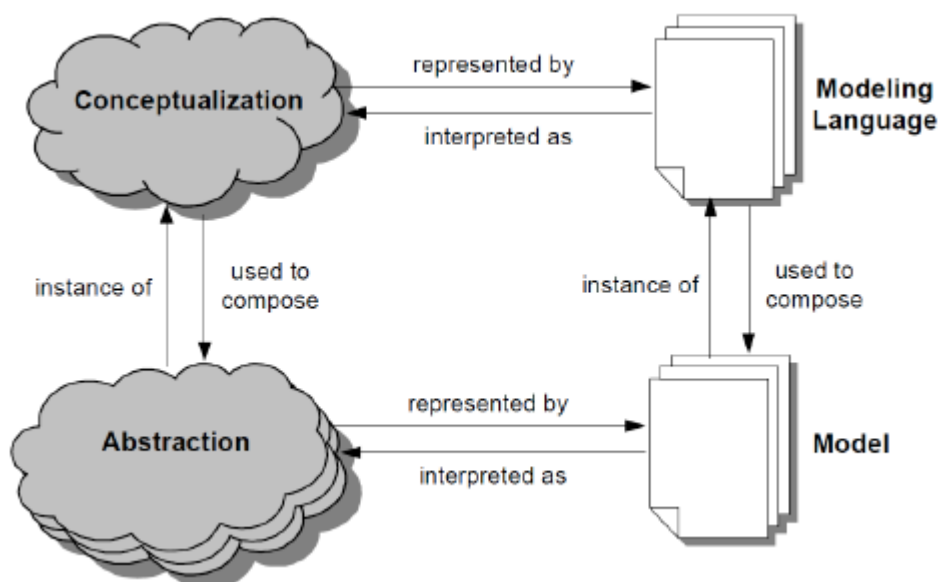 represented by
Conceptualization
Modeling
Language
interpreted as
instance of
used to
compose
instance of
used to
compose
represented by
Abstraction
Model
interpreted as